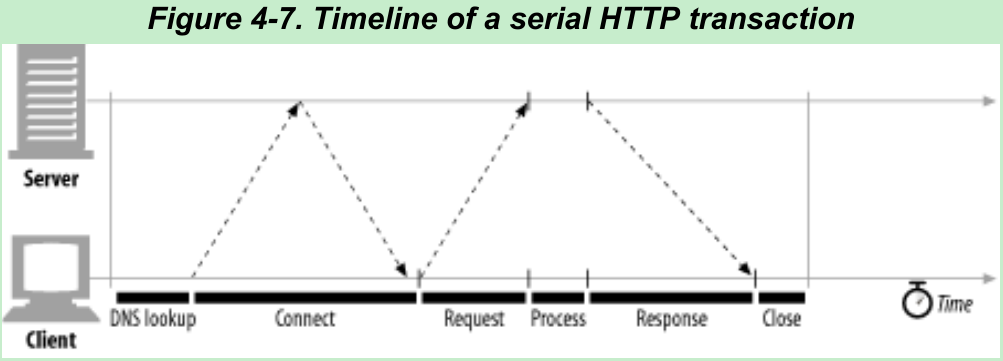 Figure 4-7. Timeline of a serial HTTP transaction
Server
DNS lookup Connect Request Process Response Close Time
Client